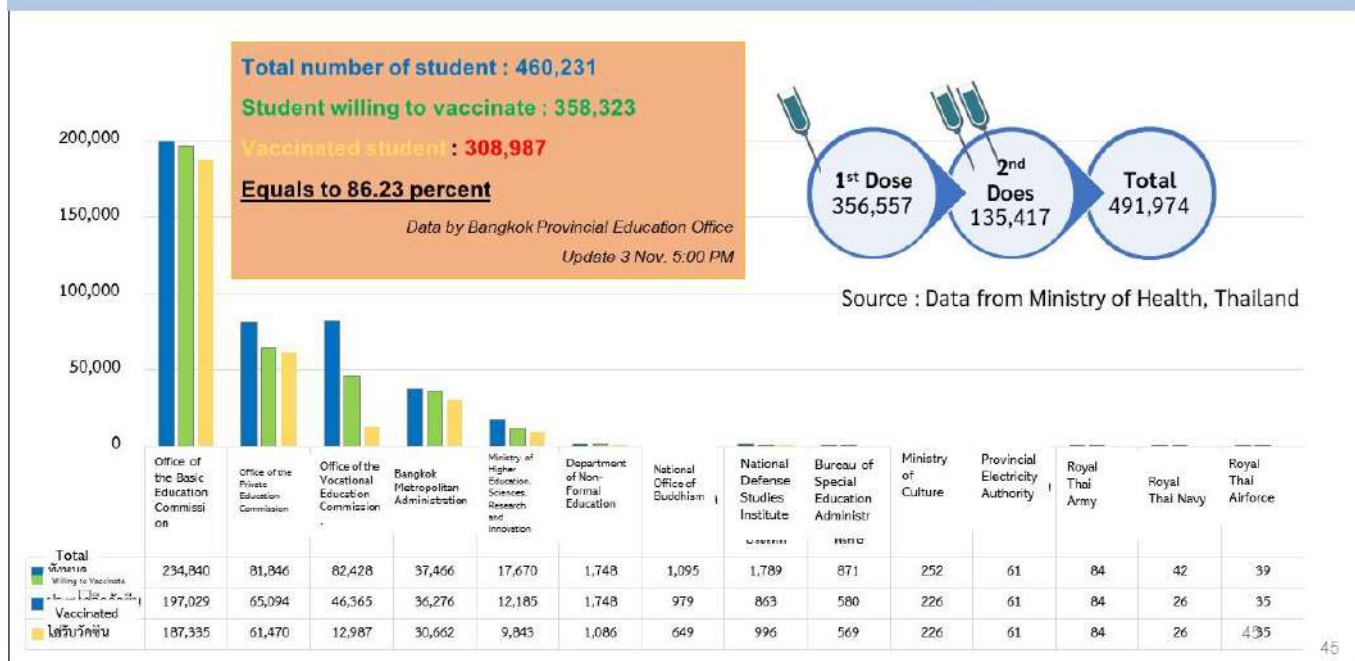 Total number of student : 460,231
Student willing to vaccinate : 358,323
Vaccinated student : 308,987
Equals to 86.23 percent
Data by Bangkok Provincial Education Office
Update 3 Nov. 5:00 PM
1st Dose
356,557
2nd
Does
135,417
Total
491,974
Source : Data from Ministry of Health, Thailand
200,000
150,000
100,000
50,000
0
Office of
the Basic
Education
Commissi
on
Office of the
Private
Education
Commission
Office of the
Vocational
Education
Commission
.
Bangkok
Metropolitan
Administration
Ministry of
Higher
Education,
Sciences,
Research
and
Innovation
Department
of Non-
Formal
Education
National
Office of
Buddhism
National
Defense
Studies
Institute
Bureau of
Special
Education
Administr
Ministry
of
Culture
Provincial
Electricity
Authority
Royal
Thai
Army
Royal
Thai Navy
Royal
Thai
Airforce
Total
234,840 81,846 82,428 37,466 17,670 1,748 1,095 1,789 871 252 61 84 42 39
Willing to Vaccinate
197,029 65,094 46,365 36,276 12,185 1,748 979 863 580 226 61 84 26 35
Vaccinated
ได้รับวัคซีน 187,335 61,470 12,987 30,662 9,843 1,086 649 996 569 226 61 84 26 35
45
45